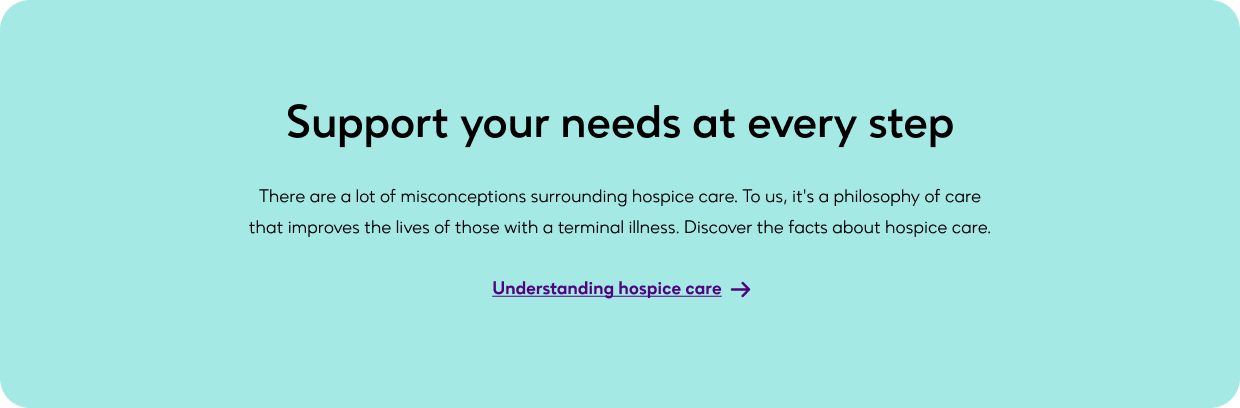 Support your needs at every step
There are a lot of misconceptions surrounding hospice care. To us, it's a philosophy of care
that improves the lives of those with a terminal illness. Discover the facts about hospice care.
Understanding hospice care